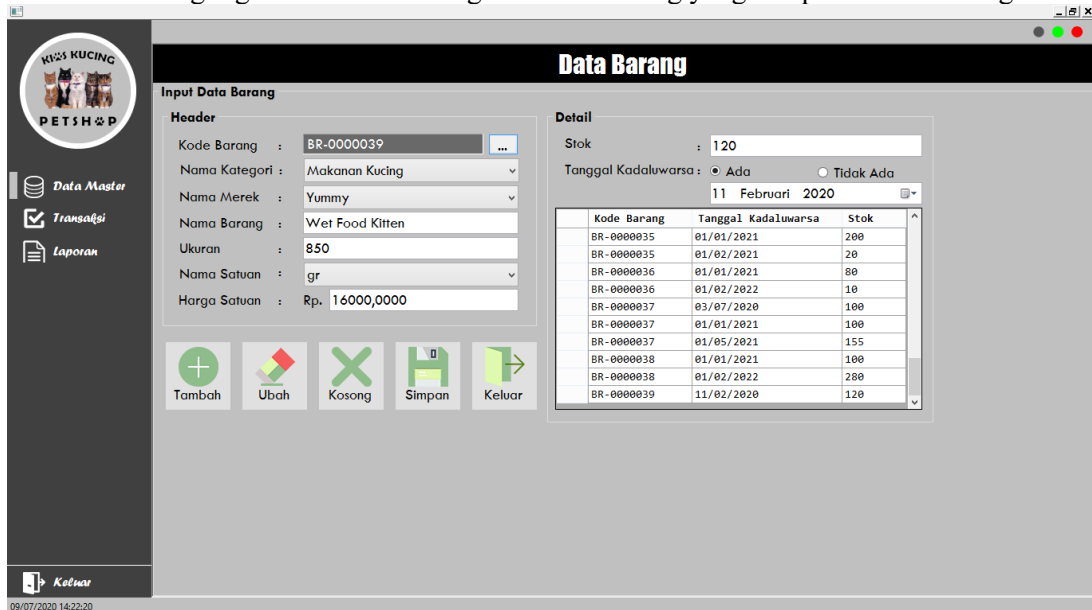 KIOS KUCING
PETSHOP
Data Master
Transaksi
Laporan
Keluar
09/07/2020 14:22:20
Data Barang
Input Data Barang
Header
Kode Barang : BR-0000039 ...
Nama Kategori : Makanan Kucing
Nama Merek : Yummy
Nama Barang : Wet Food Kitten
Ukuran : 850
Nama Satuan : gr
Harga Satuan : Rp. 16000,0000
Tambah Ubah Kosong Simpan Keluar
Detail
Stok : 120
Tanggal Kadaluwarsa : Ada Tidak Ada
11 Februari 2020
Kode Barang Tanggal Kadaluwarsa Stok
BR-0000035 01/01/2021 200
BR-0000035 01/02/2021 20
BR-0000036 01/01/2021 80
BR-0000036 01/02/2022 10
BR-0000037 03/07/2020 100
BR-0000037 01/01/2021 100
BR-0000037 01/05/2021 155
BR-0000038 01/01/2021 100
BR-0000038 01/02/2022 280
BR-0000039 11/02/2020 120